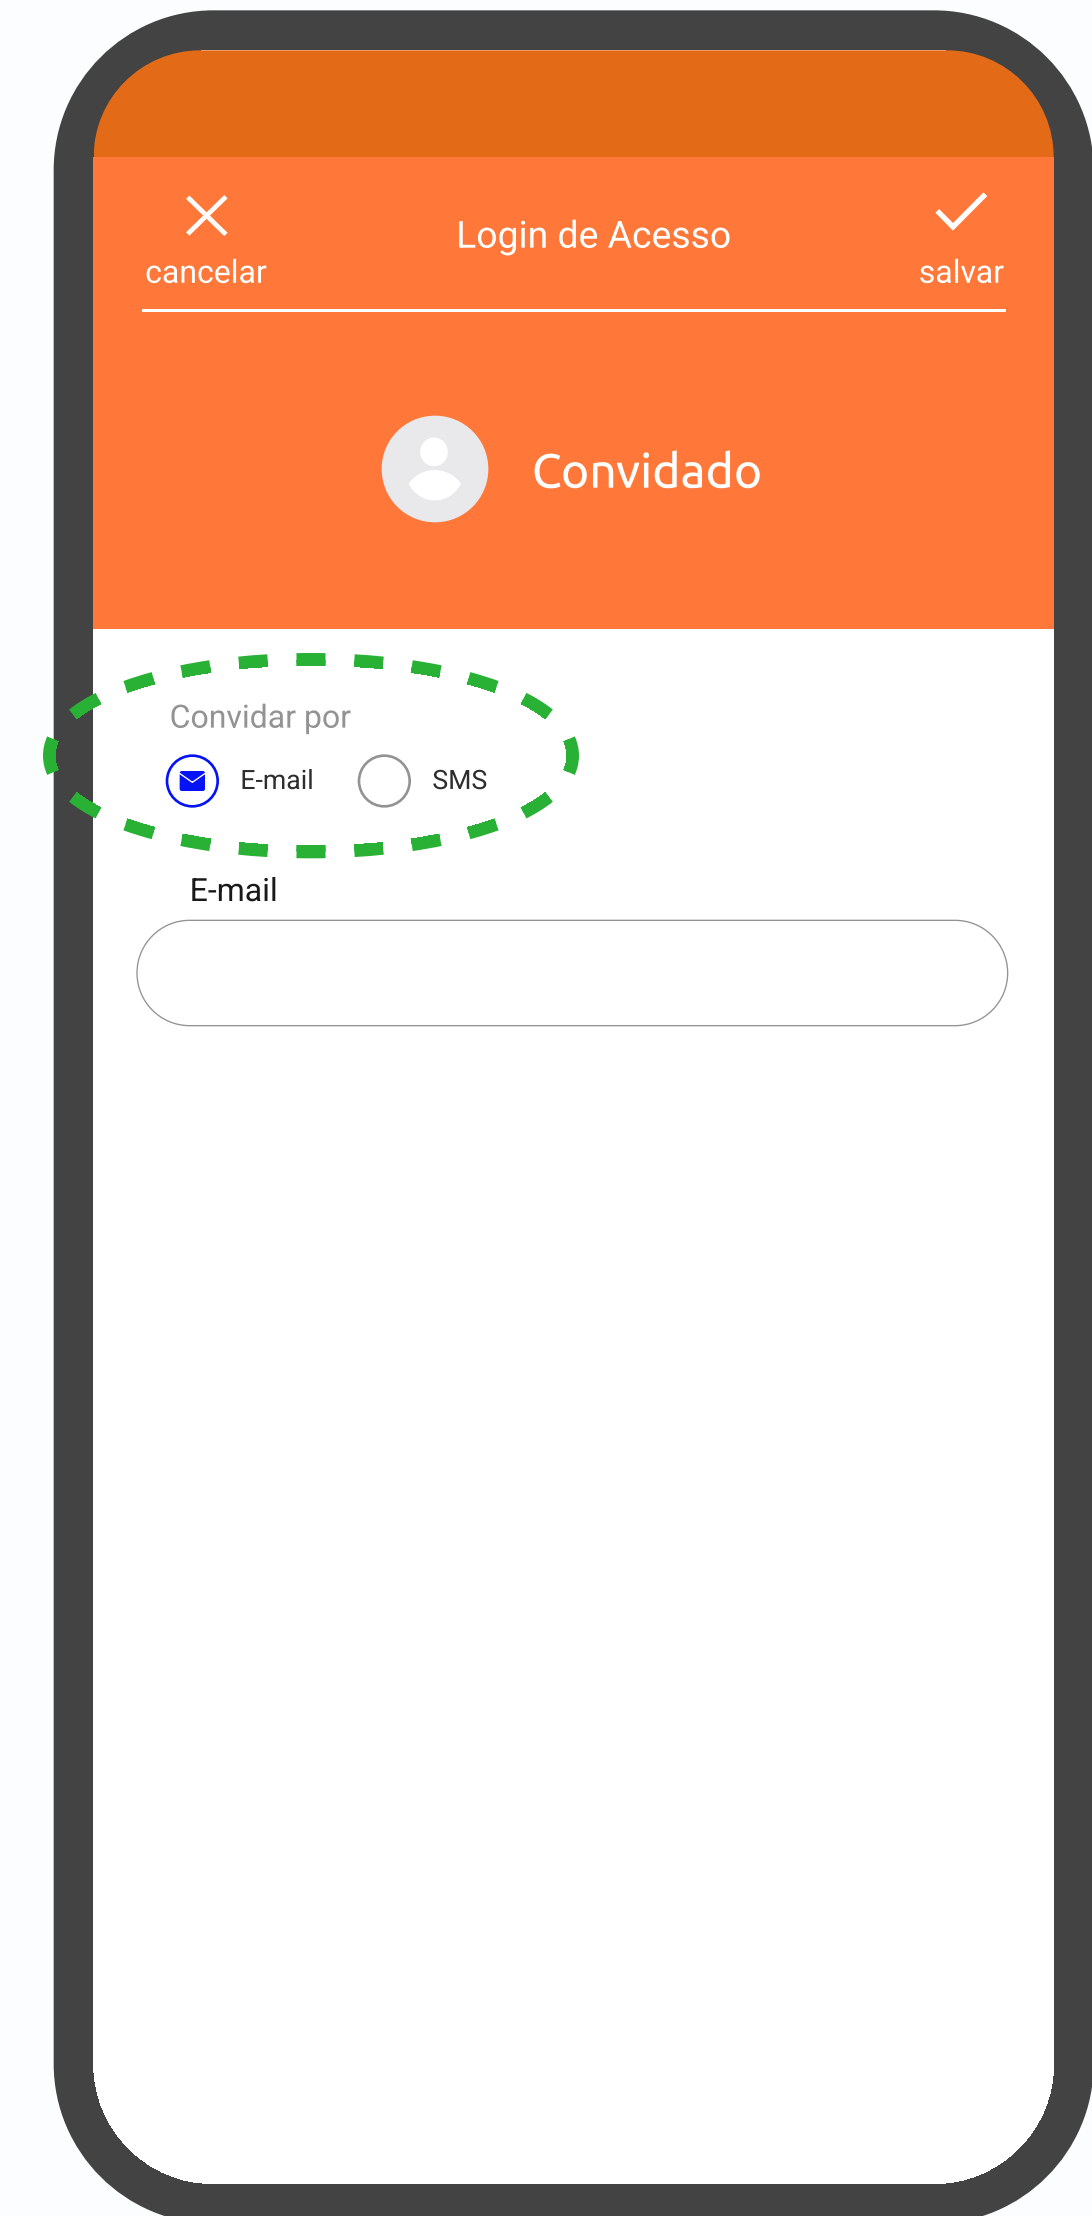 Login de Acesso
cancelar
salvar
Convidado
Convidar por
E-mail
SMS
E-mail